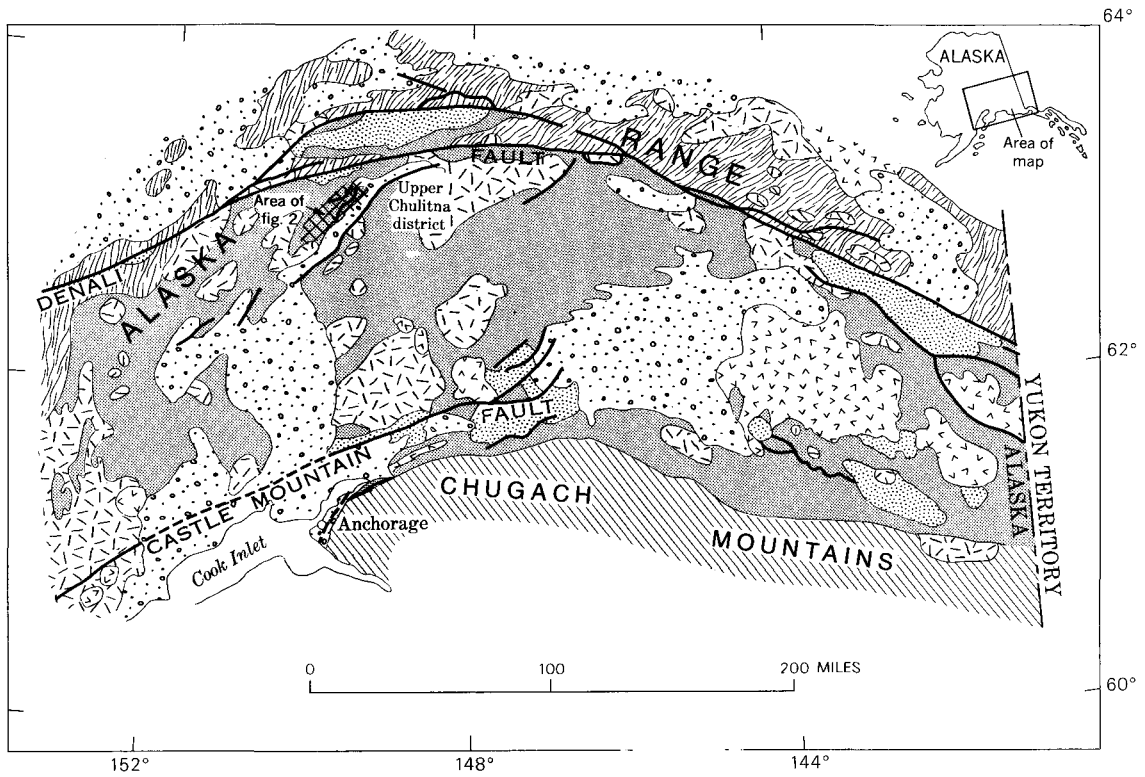 64°
ALASKA
Area of
map
RANGE
FAULT
Upper
Chulitna
district
Area of
fig. 2
DENALI
ALASKA
62°
FAULT
CASTLE MOUNTAIN
YUKON TERRITORY
ALASKA
CHUGACH
MOUNTAINS
Anchorage
Cook Inlet
0 100 200 MILES
60°
152° 148° 144°